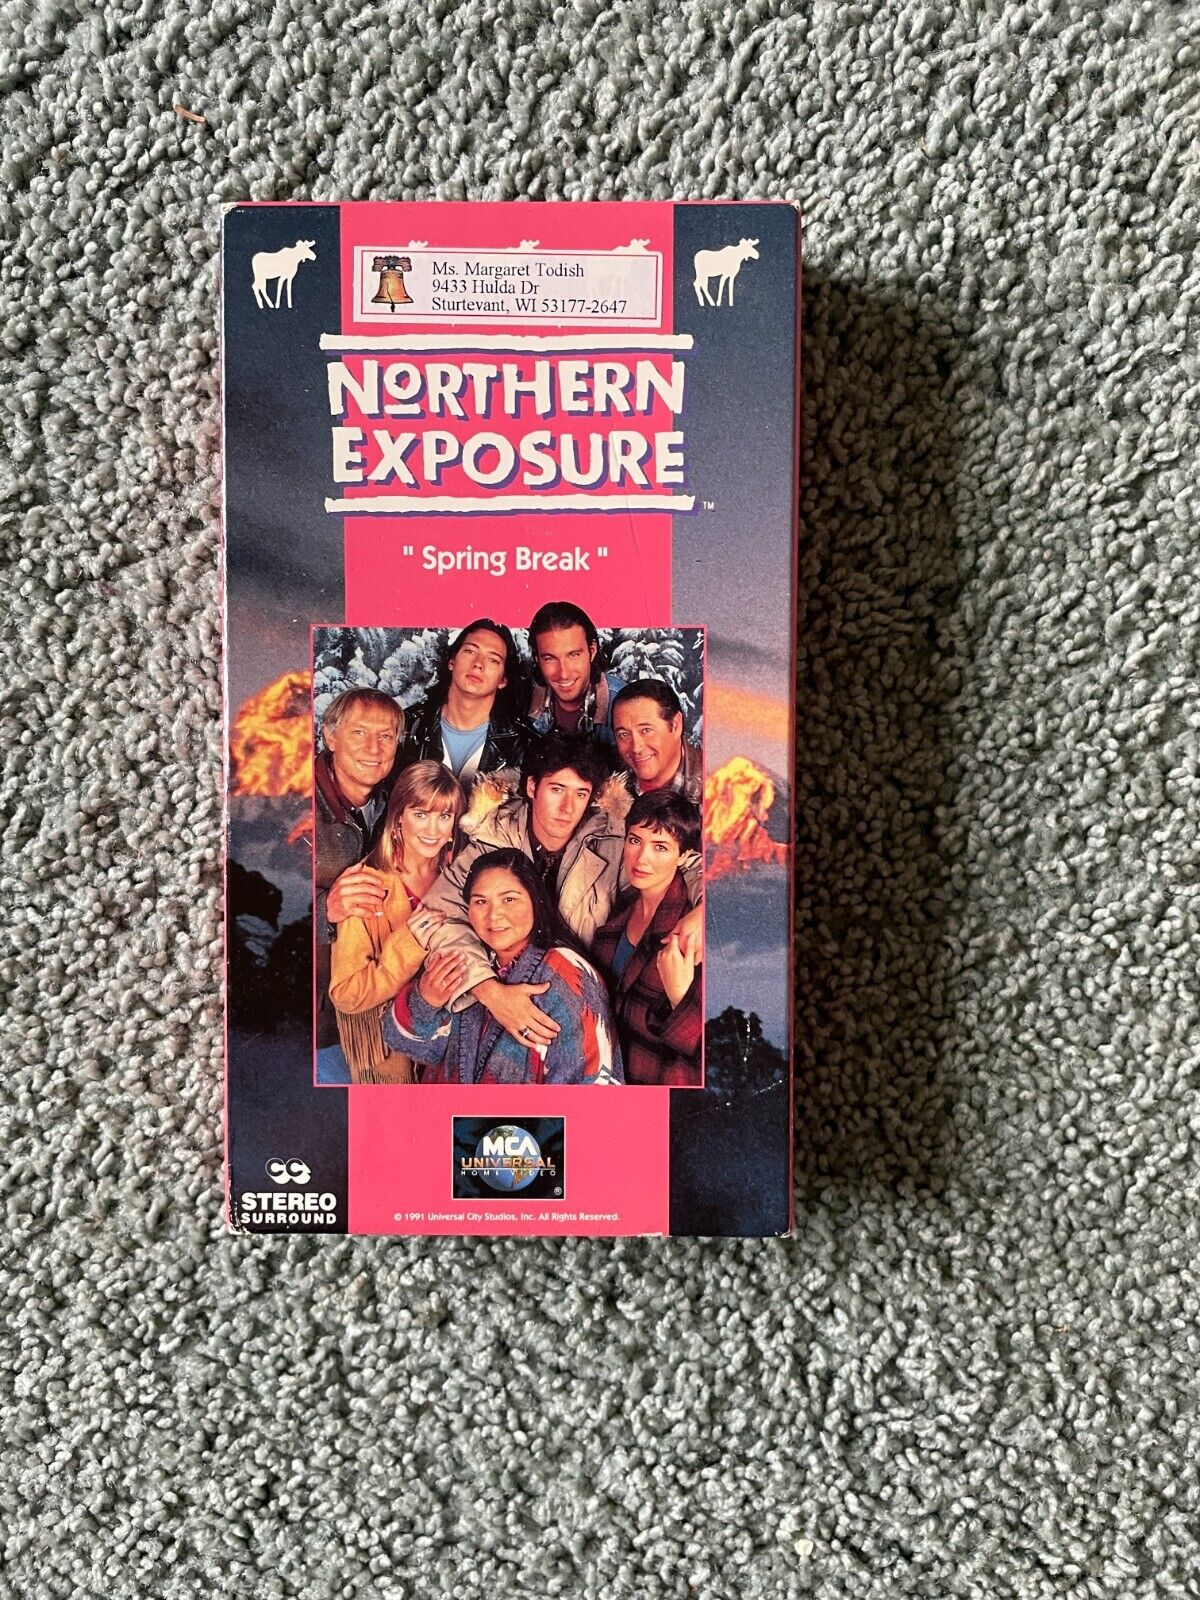 Ms. Margaret Todish
9433 Hulda Dr
Sturtevant, WI 53177-2647
NORTHERN
EXPOSURE
TM
" Spring Break "
MCA
UNIVERSAL
HOME VIDEO
®
CC
STEREO
SURROUND
© 1991 Universal City Studios, Inc. All Rights Reserved.